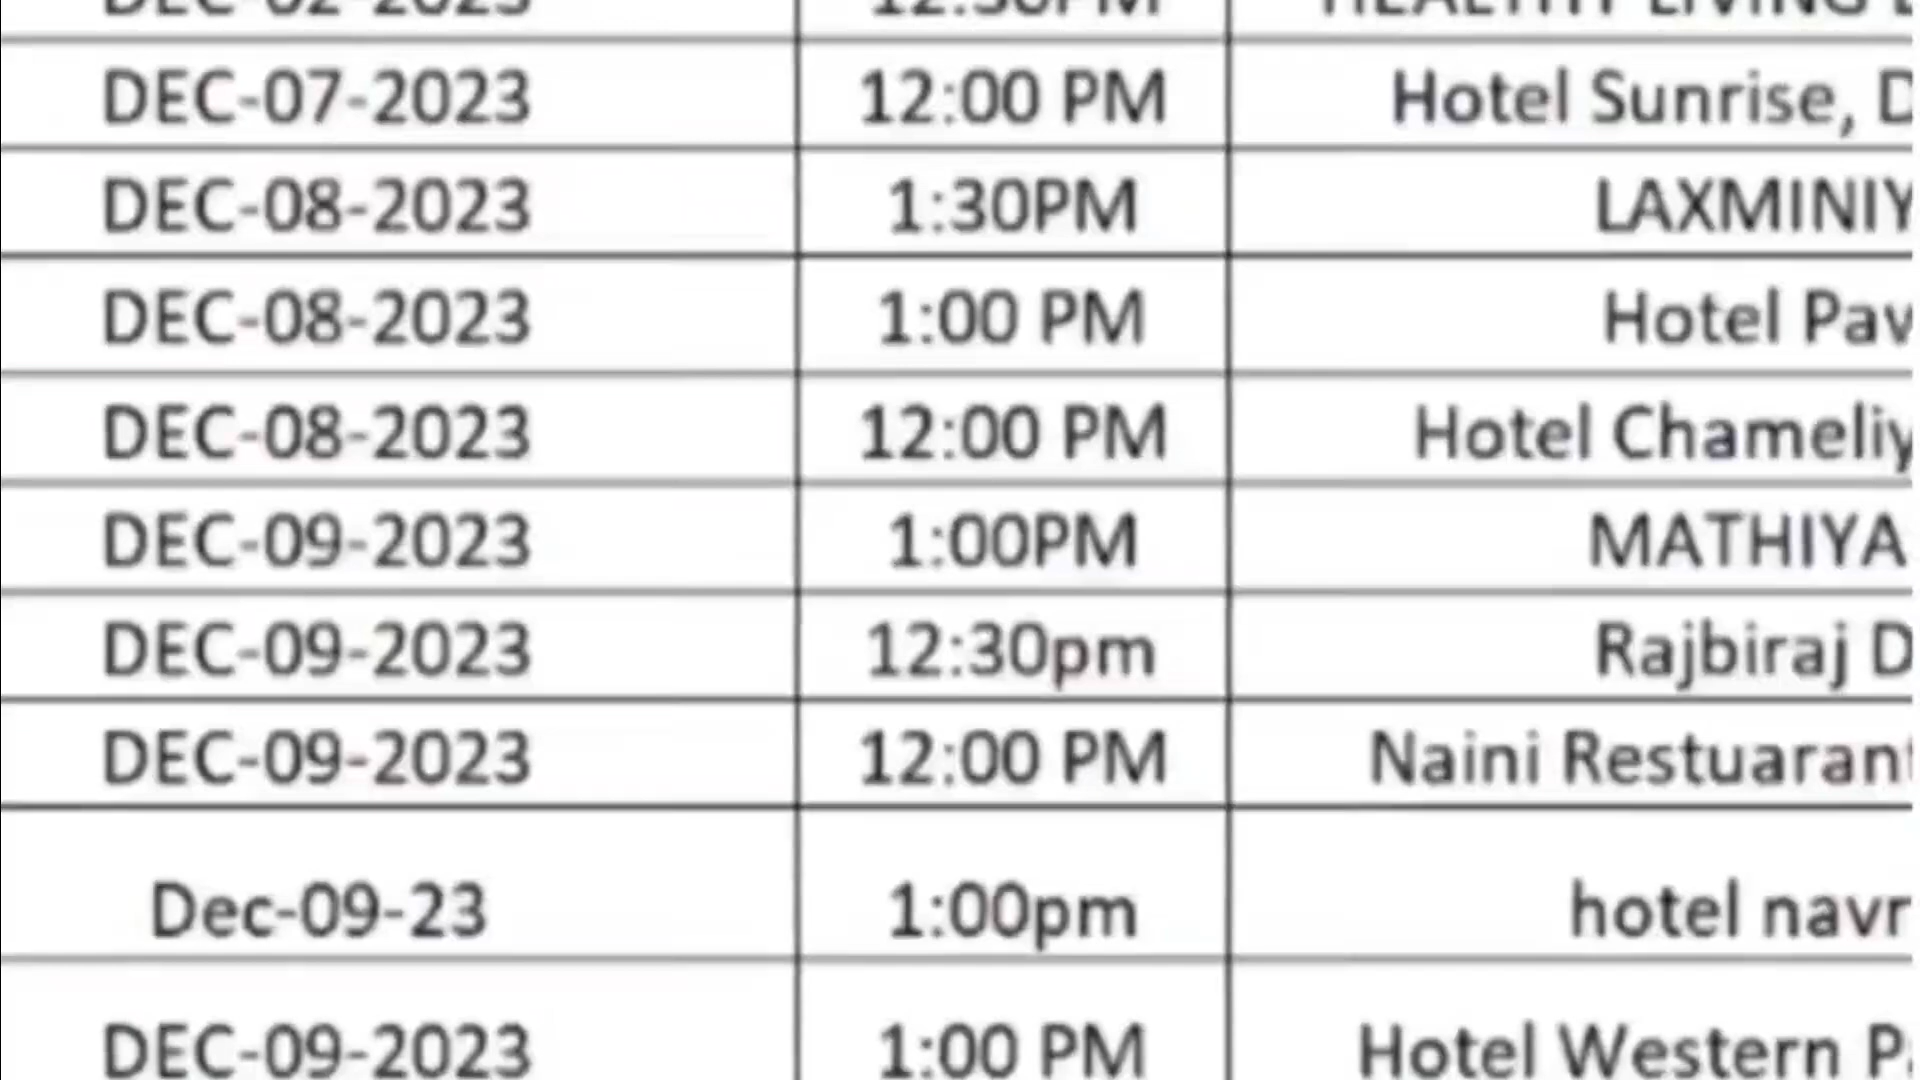 DEC-02-2023 12:30PM HEALTHY LIVING
DEC-07-2023 12:00 PM Hotel Sunrise, D
DEC-08-2023 1:30PM LAXMINIY
DEC-08-2023 1:00 PM Hotel Pav
DEC-08-2023 12:00 PM Hotel Chameliy
DEC-09-2023 1:00PM MATHIYA
DEC-09-2023 12:30pm Rajbiraj D
DEC-09-2023 12:00 PM Naini Restuarant
Dec-09-23 1:00pm hotel navr
DEC-09-2023 1:00 PM Hotel Western Pa